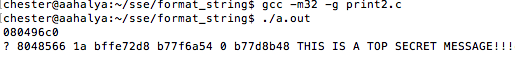 [chester@aahalya:~/sse/format_string$ gcc -m32 -g print2.c
[chester@aahalya:~/sse/format_string$ ./a.out
080496c0
? 8048566 1a bffe72d8 b77f6a54 0 b77d8b48 THIS IS A TOP SECRET MESSAGE!!!